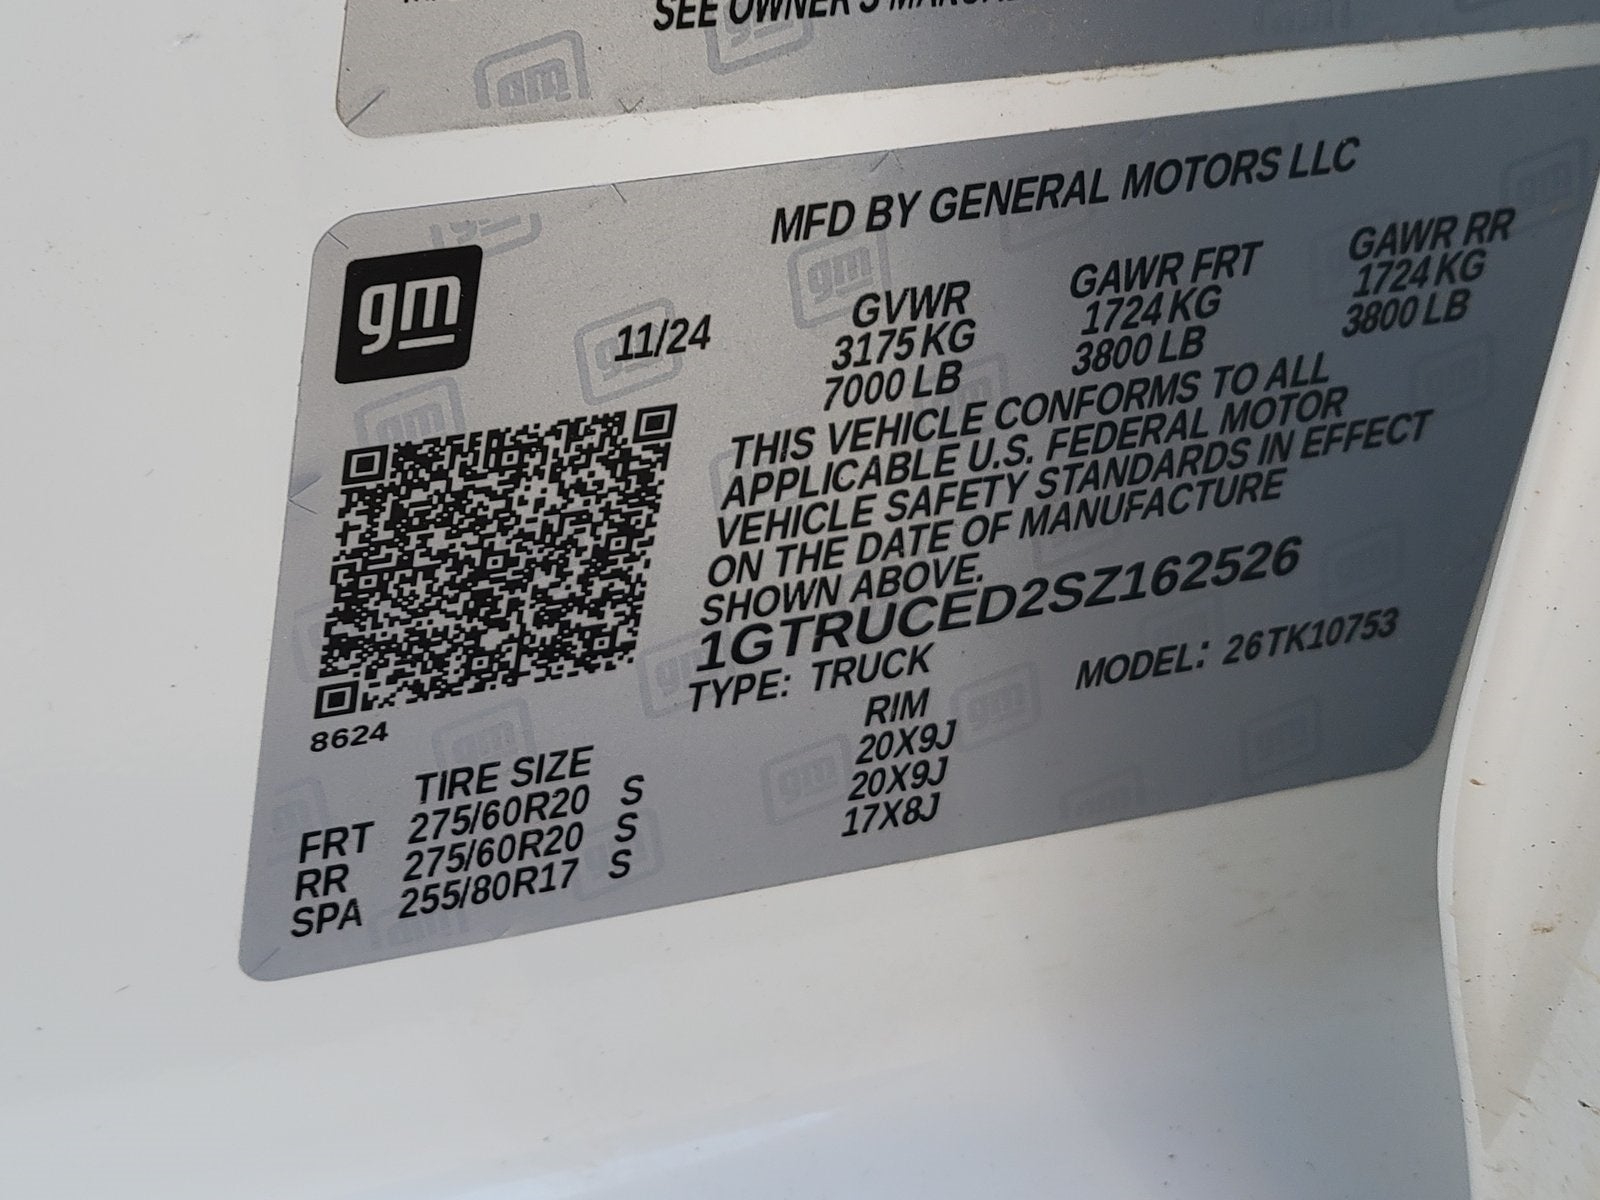 SEE OWNER'S MANUAL
MFD BY GENERAL MOTORS LLC
gm
11/24
GVWR GAWR FRT GAWR RR
3175 KG 1724 KG 1724 KG
7000 LB 3800 LB 3800 LB
THIS VEHICLE CONFORMS TO ALL
APPLICABLE U.S. FEDERAL MOTOR
VEHICLE SAFETY STANDARDS IN EFFECT
ON THE DATE OF MANUFACTURE
SHOWN ABOVE.
1GTRUCED2SZ162526
TYPE: TRUCK MODEL: 26TK10753
8624
TIRE SIZE RIM
FRT 275/60R20 S 20X9J
RR 275/60R20 S 20X9J
SPA 255/80R17 S 17X8J